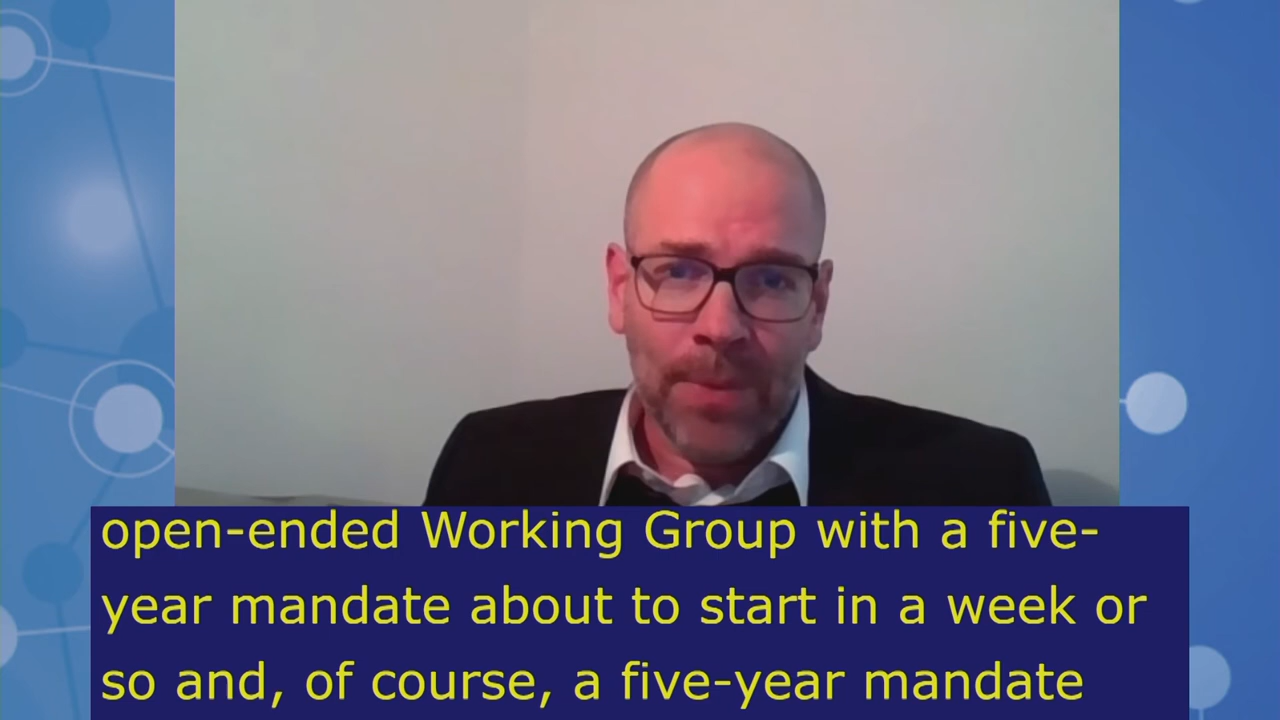 open-ended Working Group with a five-
year mandate about to start in a week or
so and, of course, a five-year mandate